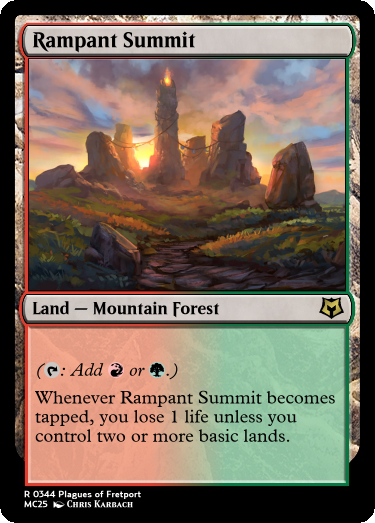 Rampant Summit
Land — Mountain Forest
(T: Add R or G.)
Whenever Rampant Summit becomes
tapped, you lose 1 life unless you
control two or more basic lands.
R 0344 Plagues of Fretport
MC25 Chris Karbach